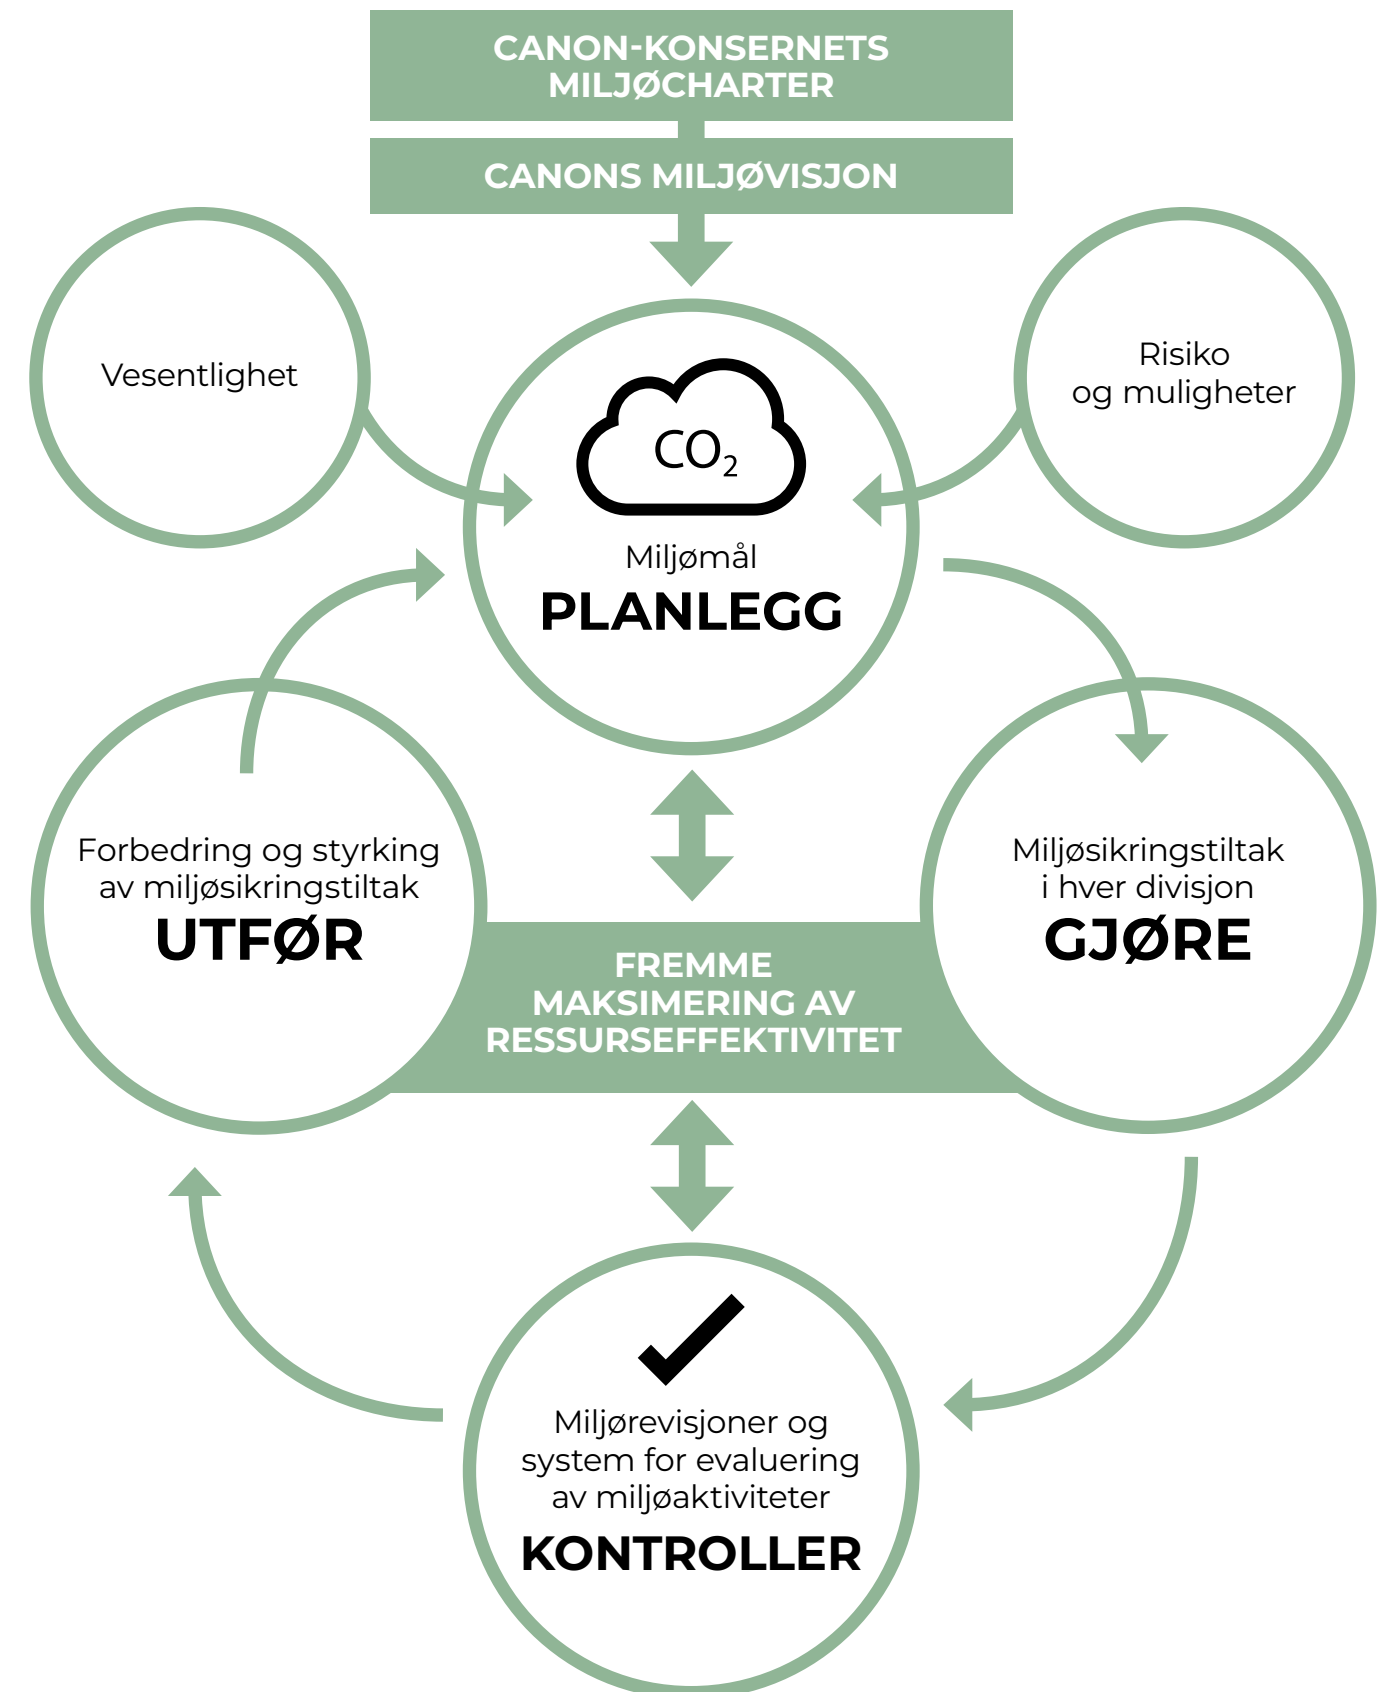 CANON-KONSERNETS
MILJØCHARTER
CANONS MILJØVISJON
Vesentlighet
Risiko
og muligheter
CO₂
Miljømål
PLANLEGG
Forbedring og styrking
av miljøsikringstiltak
UTFØR
Miljøsikringstiltak
i hver divisjon
GJØRE
FREMME
MAKSIMERING AV
RESSURSEFFEKTIVITET
Miljørevisjoner og
system for evaluering
av miljøaktiviteter
KONTROLLER